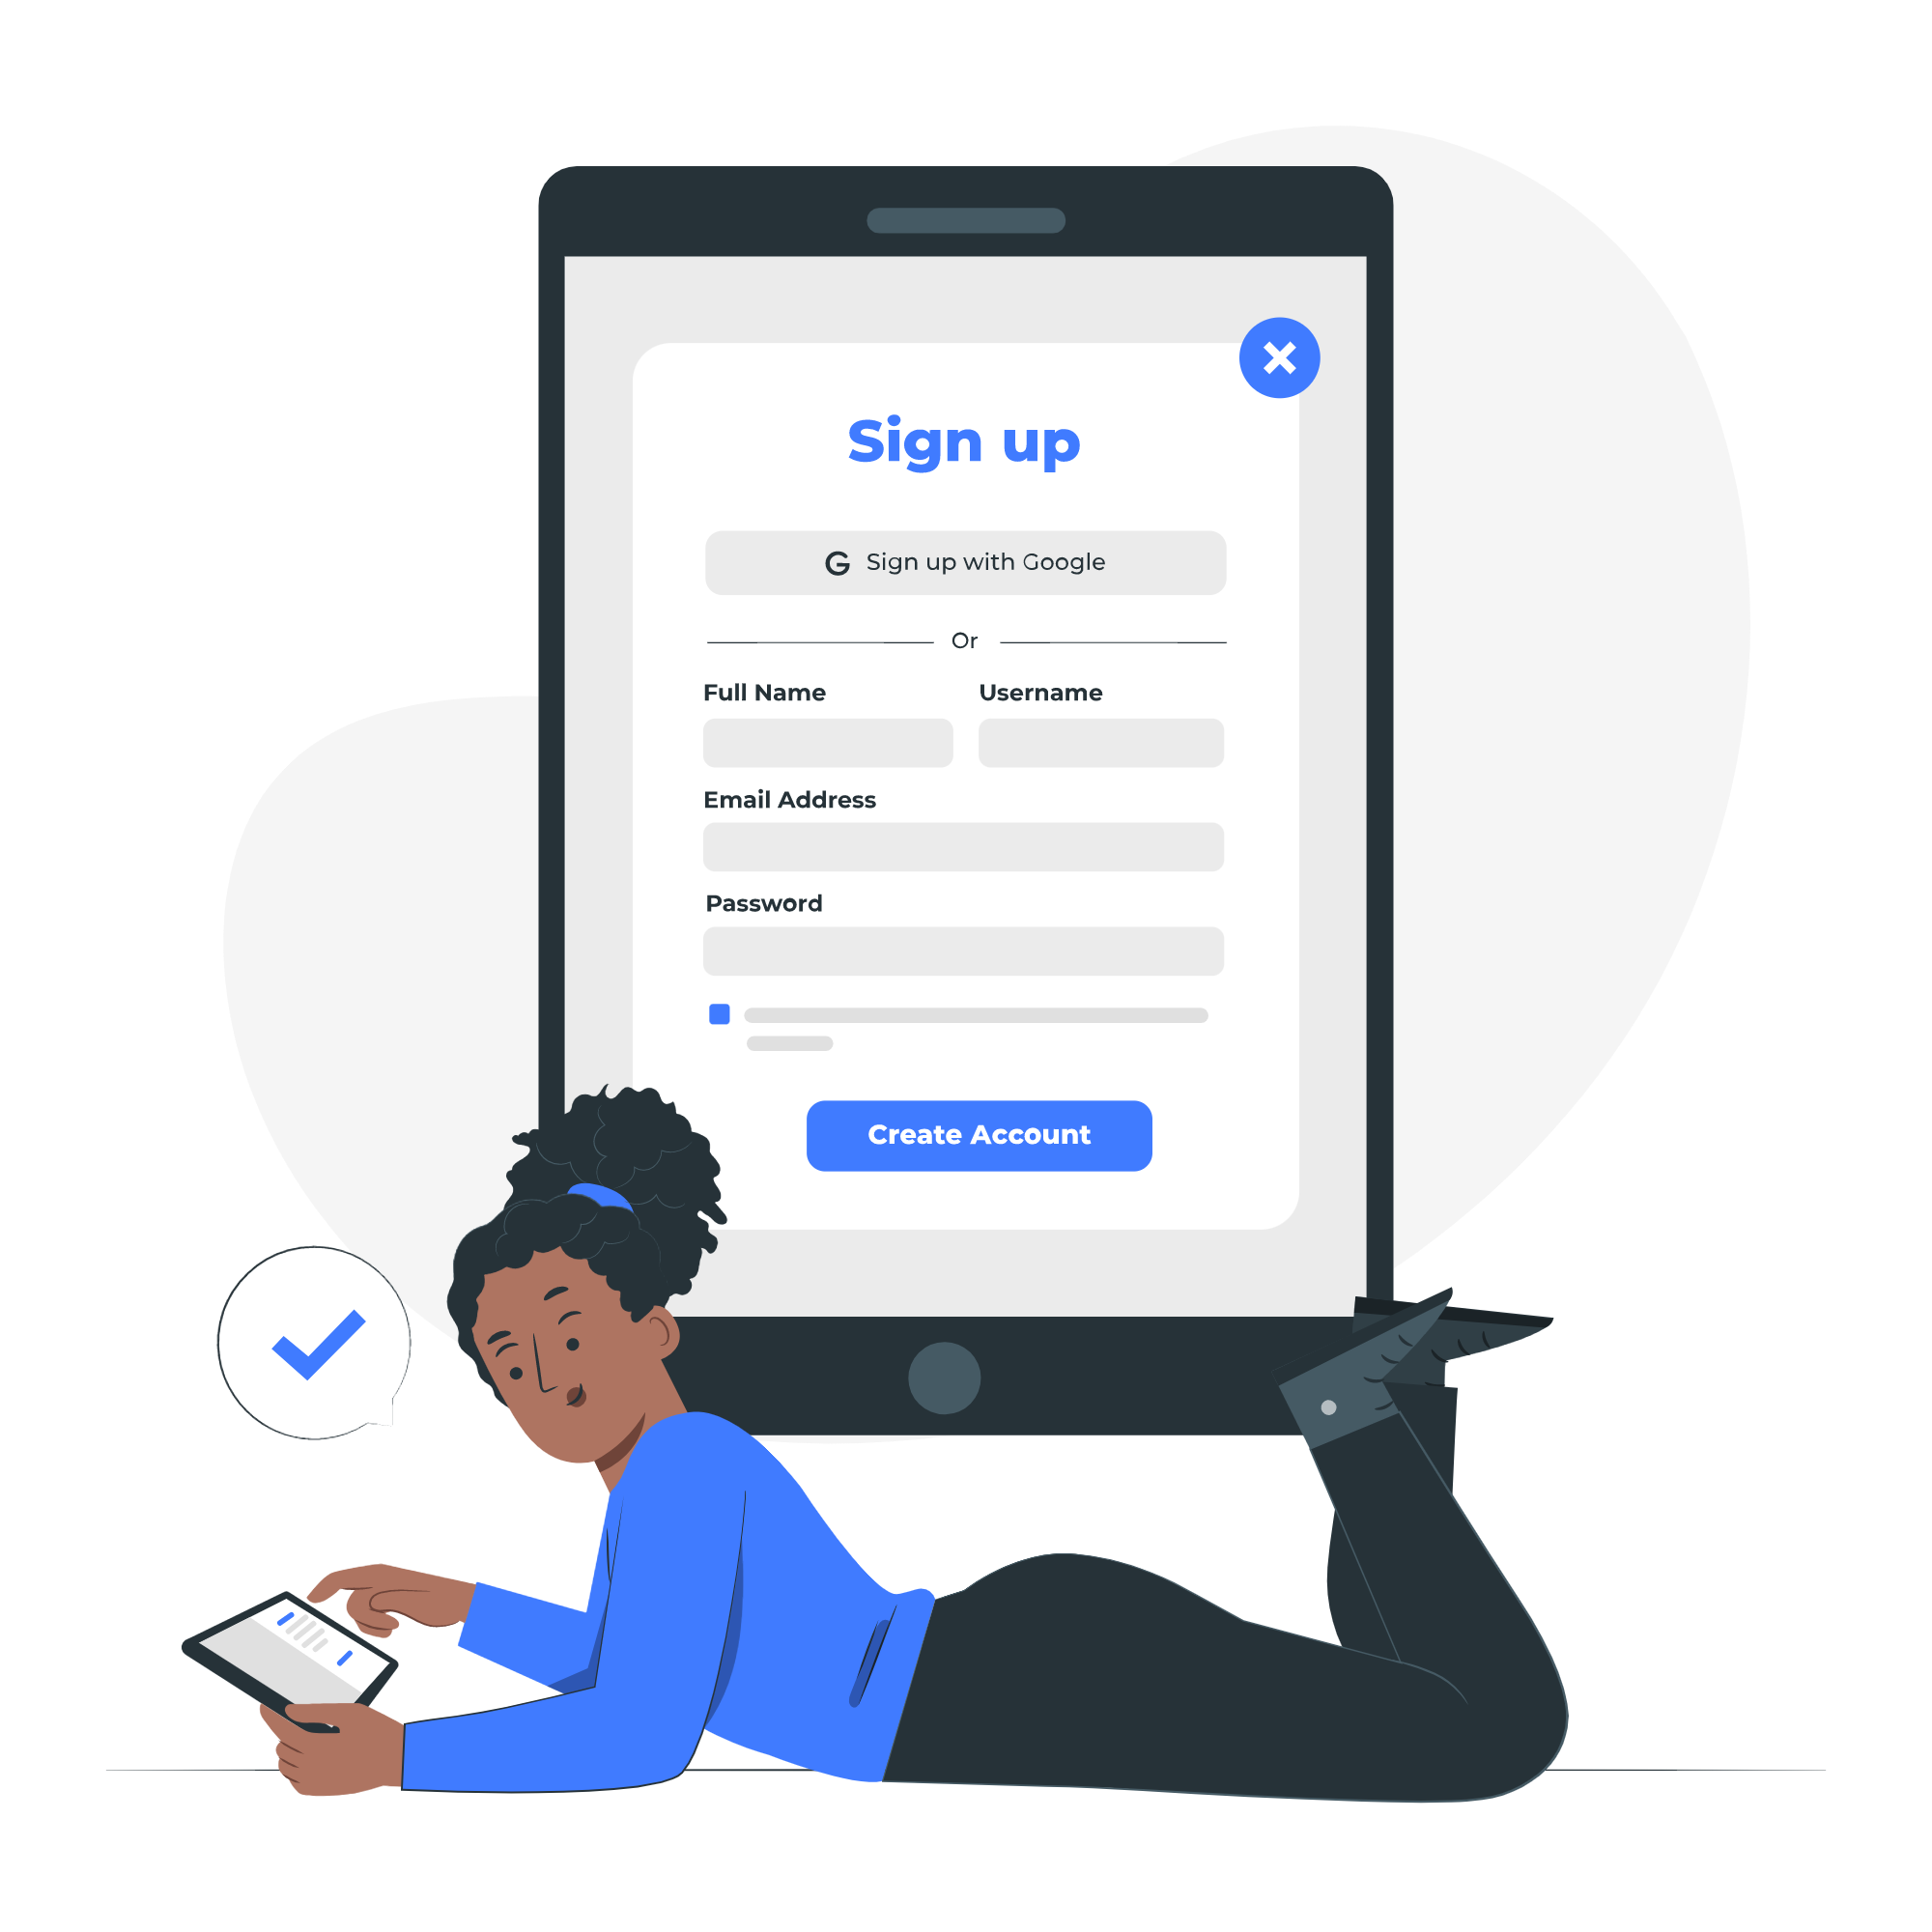 Sign up
G Sign up with Google
Or
Full Name Username
Email Address
Password
Create Account